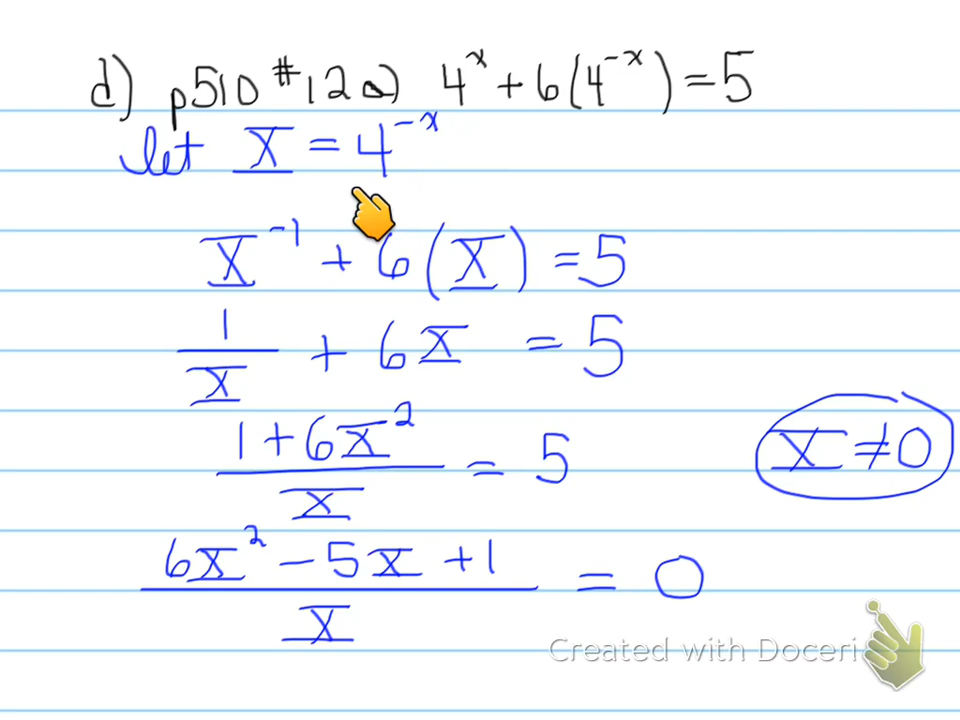 d) p510 #12a) 4^x + 6(4^-x) = 5
let X = 4^-x
X^-1 + 6(X) = 5
1/X + 6X = 5
(1 + 6X^2)/X = 5
X ≠ 0
(6X^2 - 5X + 1)/X = 0
Created with Doceri